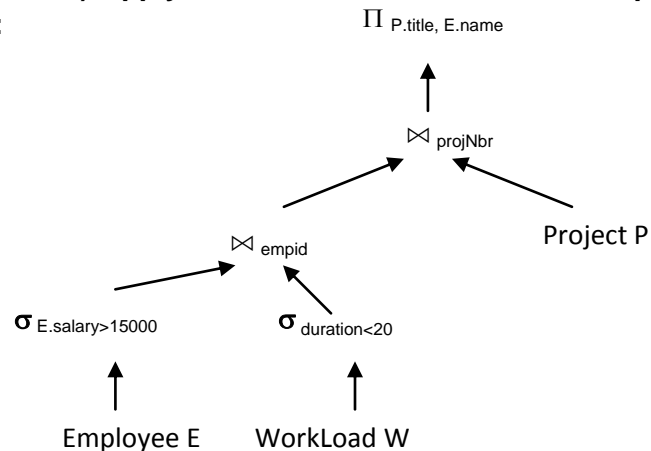 :
Π P.title, E.name
⋈ projNbr
Project P
⋈ empid
σ E.salary>15000
σ duration<20
Employee E
WorkLoad W